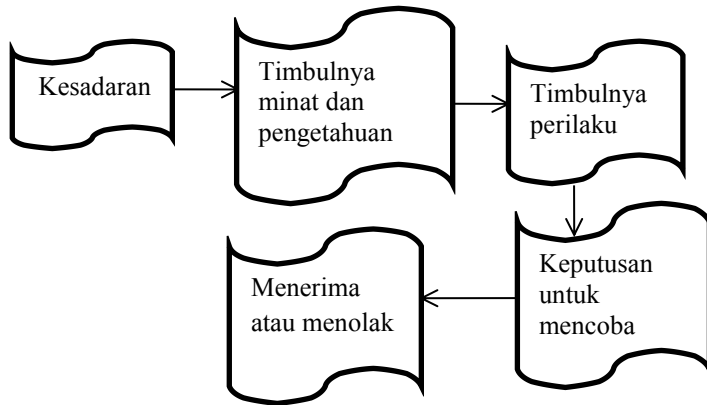 Kesadaran
Timbulnya
minat dan
pengetahuan
Timbulnya
perilaku
Keputusan
untuk
mencoba
Menerima
atau menolak